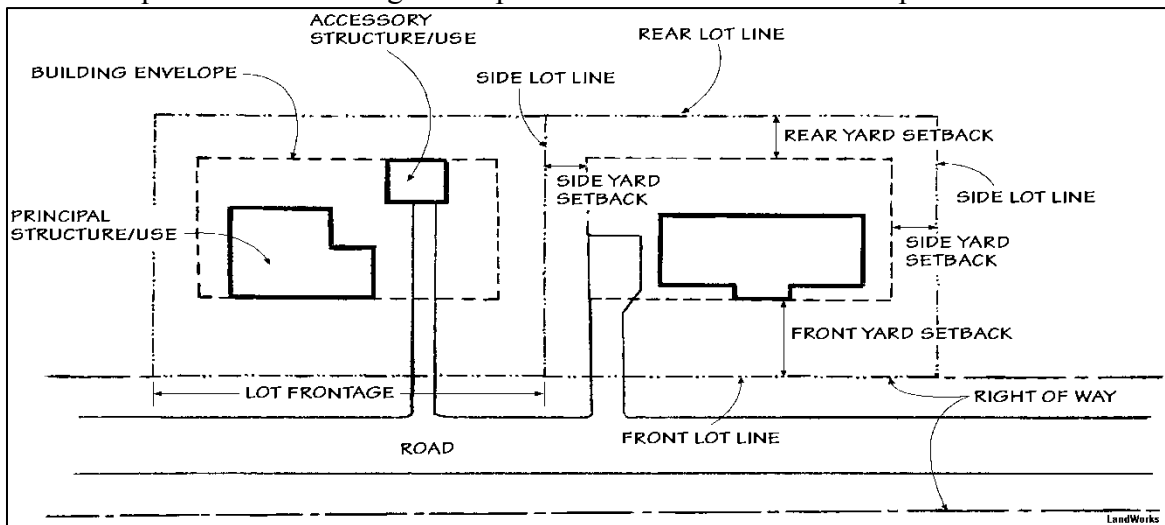 ACCESSORY
STRUCTURE/USE
REAR LOT LINE
BUILDING ENVELOPE
SIDE LOT LINE
REAR YARD SETBACK
SIDE YARD
SETBACK
SIDE LOT LINE
PRINCIPAL
STRUCTURE/USE
SIDE YARD
SETBACK
FRONT YARD SETBACK
LOT FRONTAGE
RIGHT OF WAY
FRONT LOT LINE
ROAD
LandWorks